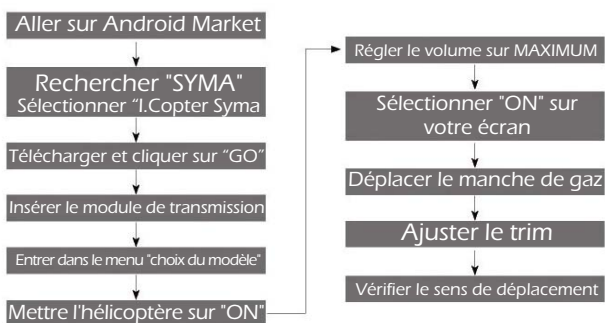 Aller sur Android Market
Rechercher "SYMA"
Sélectionner “I.Copter Syma
Télécharger et cliquer sur “GO”
Insérer le module de transmission
Entrer dans le menu "choix du modèle"
Mettre l'hélicoptère sur "ON"
Régler le volume sur MAXIMUM
Sélectionner "ON" sur
votre écran
Déplacer le manche de gaz
Ajuster le trim
Vérifier le sens de déplacement